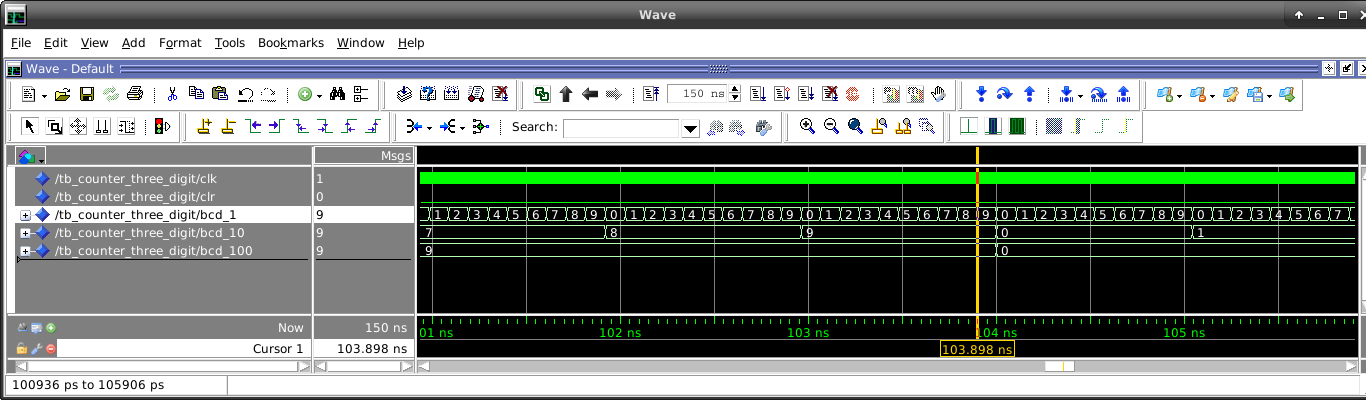 Wave
File Edit View Add Format Tools Bookmarks Window Help
Wave - Default
150 ns
Search:
Msgs
/tb_counter_three_digit/clk 1
/tb_counter_three_digit/clr 0
/tb_counter_three_digit/bcd_1 9 1 2 3 4 5 6 7 8 9 0 1 2 3 4 5 6 7 8 9 0 1 2 3 4 5 6 7 8 9 0 1 2 3 4 5 6 7 8 9 0 1 2 3 4 5 6 7
/tb_counter_three_digit/bcd_10 9 7 8 9 0 1
/tb_counter_three_digit/bcd_100 9 9 0
Now 150 ns 01 ns 102 ns 103 ns 104 ns 105 ns
Cursor 1 103.898 ns 103.898 ns
100936 ps to 105906 ps